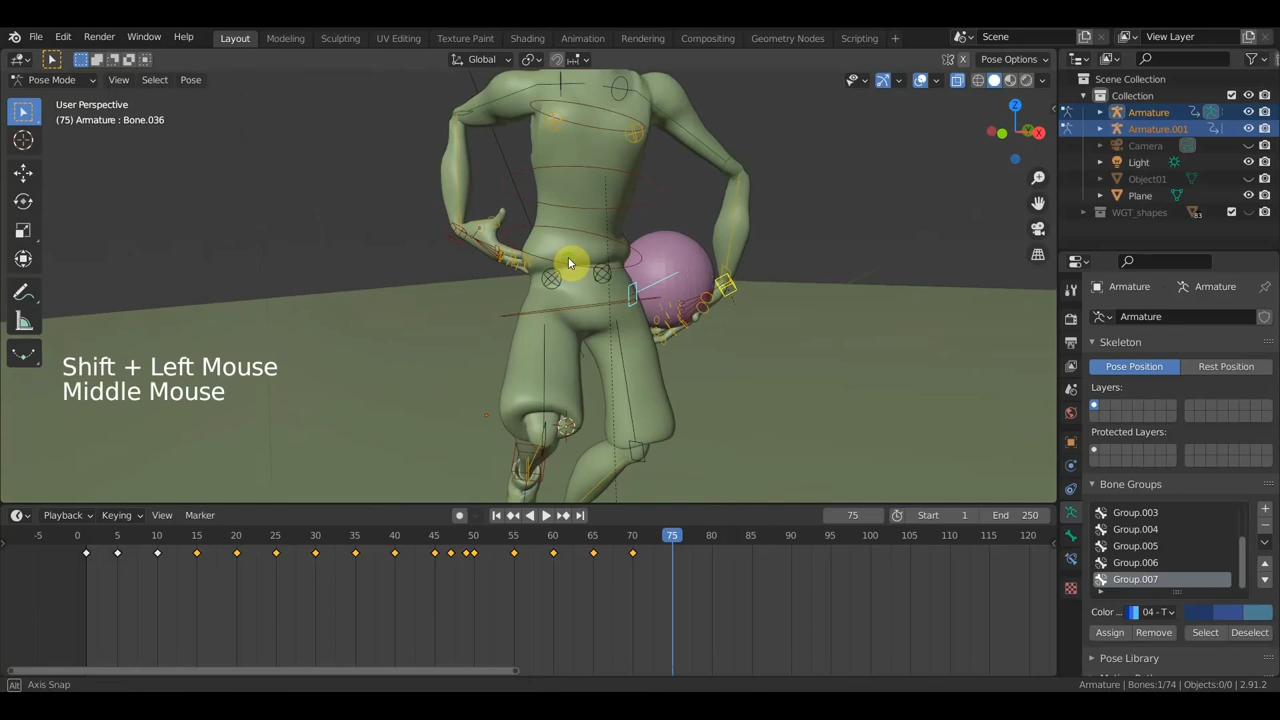 File Edit Render Window Help Layout Modeling Sculpting UV Editing Texture Paint Shading Animation Rendering Compositing Geometry Nodes Scripting + Scene View Layer
Global Pose Options
Pose Mode View Select Pose
User Perspective
(75) Armature : Bone.036
Z
X
Shift + Left Mouse
Middle Mouse
Scene Collection
Collection
Armature
Armature.001
Camera
Light
Object01
Plane
WGT_shapes 83
Armature Armature
Armature
Skeleton
Pose Position Rest Position
Layers:
Protected Layers:
Bone Groups
Group.003
Group.004
Group.005
Group.006
Group.007
Color ... 04 - T
Assign Remove Select Deselect
Pose Library
Playback Keying View Marker 75 Start 1 End 250
-5 0 5 10 15 20 25 30 35 40 45 50 55 60 65 70 75 80 85 90 95 100 105 110 115 120
Alt Axis Snap Armature | Bones:1/74 | Objects:0/0 | 2.91.2